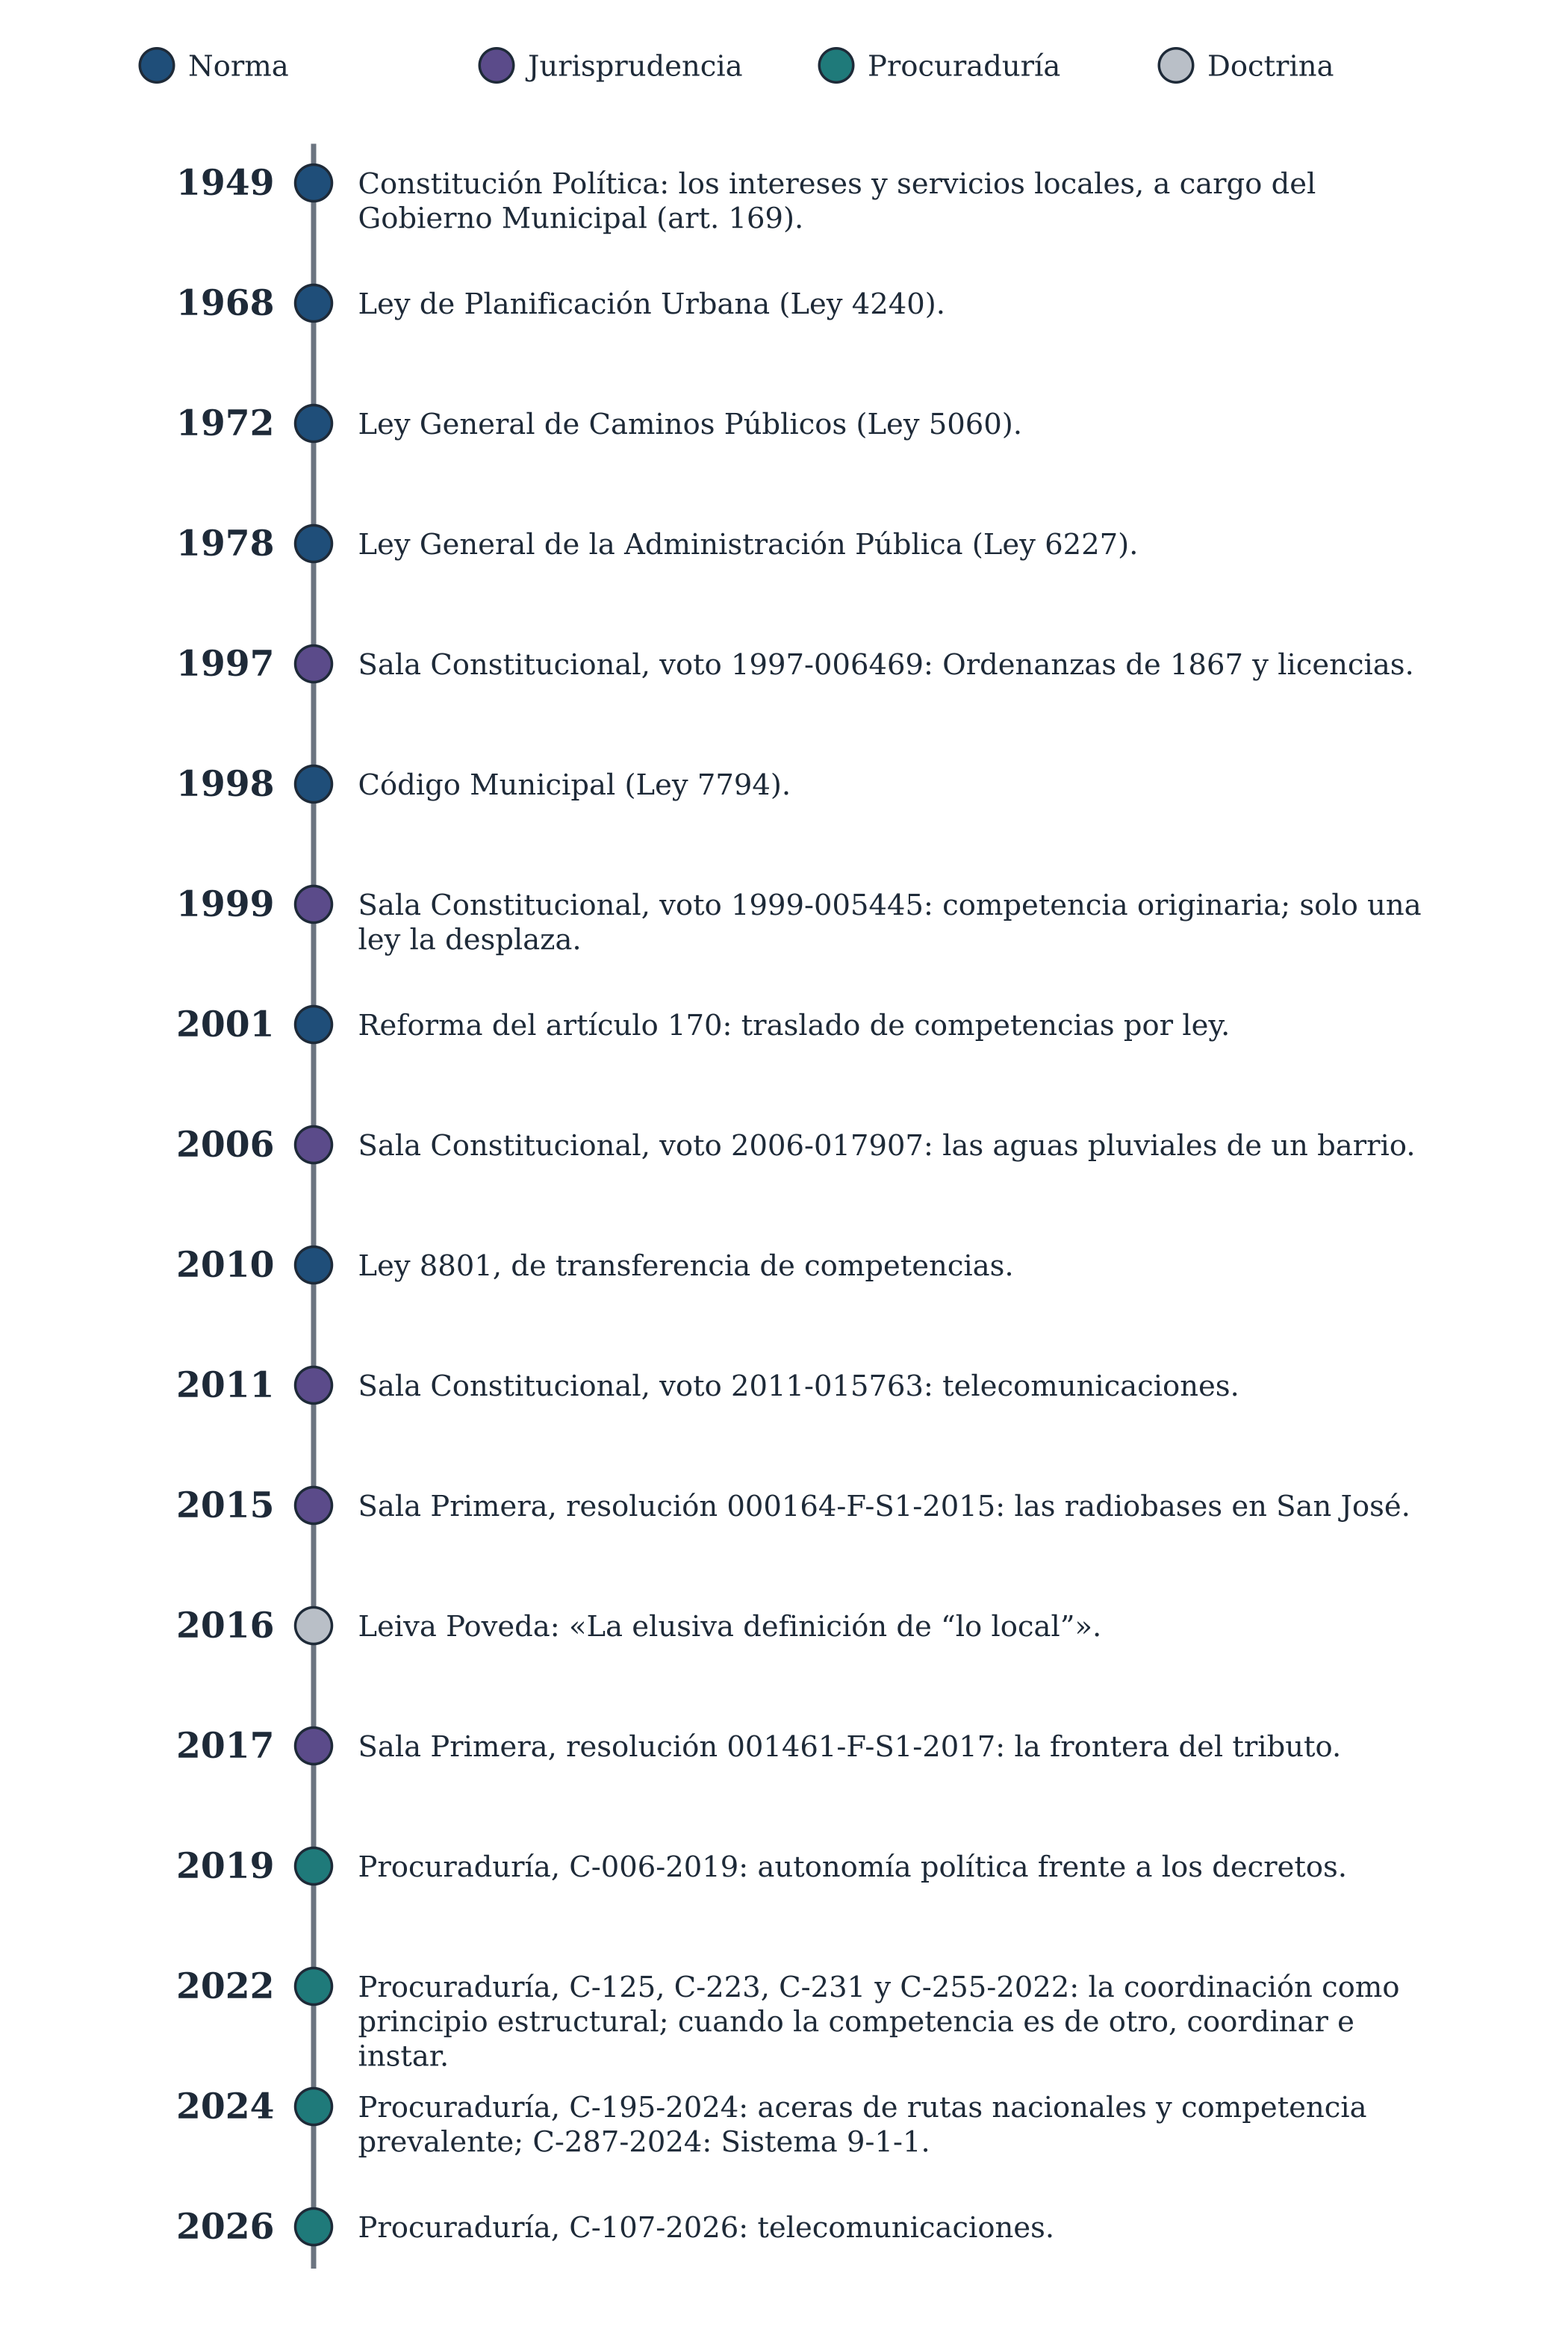 Norma
Jurisprudencia
Procuraduría
Doctrina
1949
Constitución Política: los intereses y servicios locales, a cargo del
Gobierno Municipal (art. 169).
1968
Ley de Planificación Urbana (Ley 4240).
1972
Ley General de Caminos Públicos (Ley 5060).
1978
Ley General de la Administración Pública (Ley 6227).
1997
Sala Constitucional, voto 1997-006469: Ordenanzas de 1867 y licencias.
1998
Código Municipal (Ley 7794).
1999
Sala Constitucional, voto 1999-005445: competencia originaria; solo una
ley la desplaza.
2001
Reforma del artículo 170: traslado de competencias por ley.
2006
Sala Constitucional, voto 2006-017907: las aguas pluviales de un barrio.
2010
Ley 8801, de transferencia de competencias.
2011
Sala Constitucional, voto 2011-015763: telecomunicaciones.
2015
Sala Primera, resolución 000164-F-S1-2015: las radiobases en San José.
2016
Leiva Poveda: «La elusiva definición de “lo local”».
2017
Sala Primera, resolución 001461-F-S1-2017: la frontera del tributo.
2019
Procuraduría, C-006-2019: autonomía política frente a los decretos.
2022
Procuraduría, C-125, C-223, C-231 y C-255-2022: la coordinación como
principio estructural; cuando la competencia es de otro, coordinar e
instar.
2024
Procuraduría, C-195-2024: aceras de rutas nacionales y competencia
prevalente; C-287-2024: Sistema 9-1-1.
2026
Procuraduría, C-107-2026: telecomunicaciones.